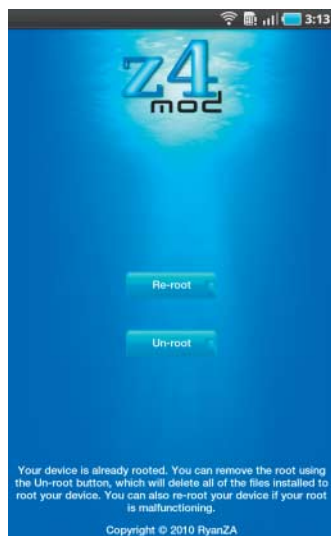 3:13
z4
mod
Re-root
Un-root
Your device is already rooted. You can remove the root using
the Un-root button, which will delete all of the files installed to
root your device. You can also re-root your device if your root
is malfunctioning.
Copyright © 2010 RyanZA